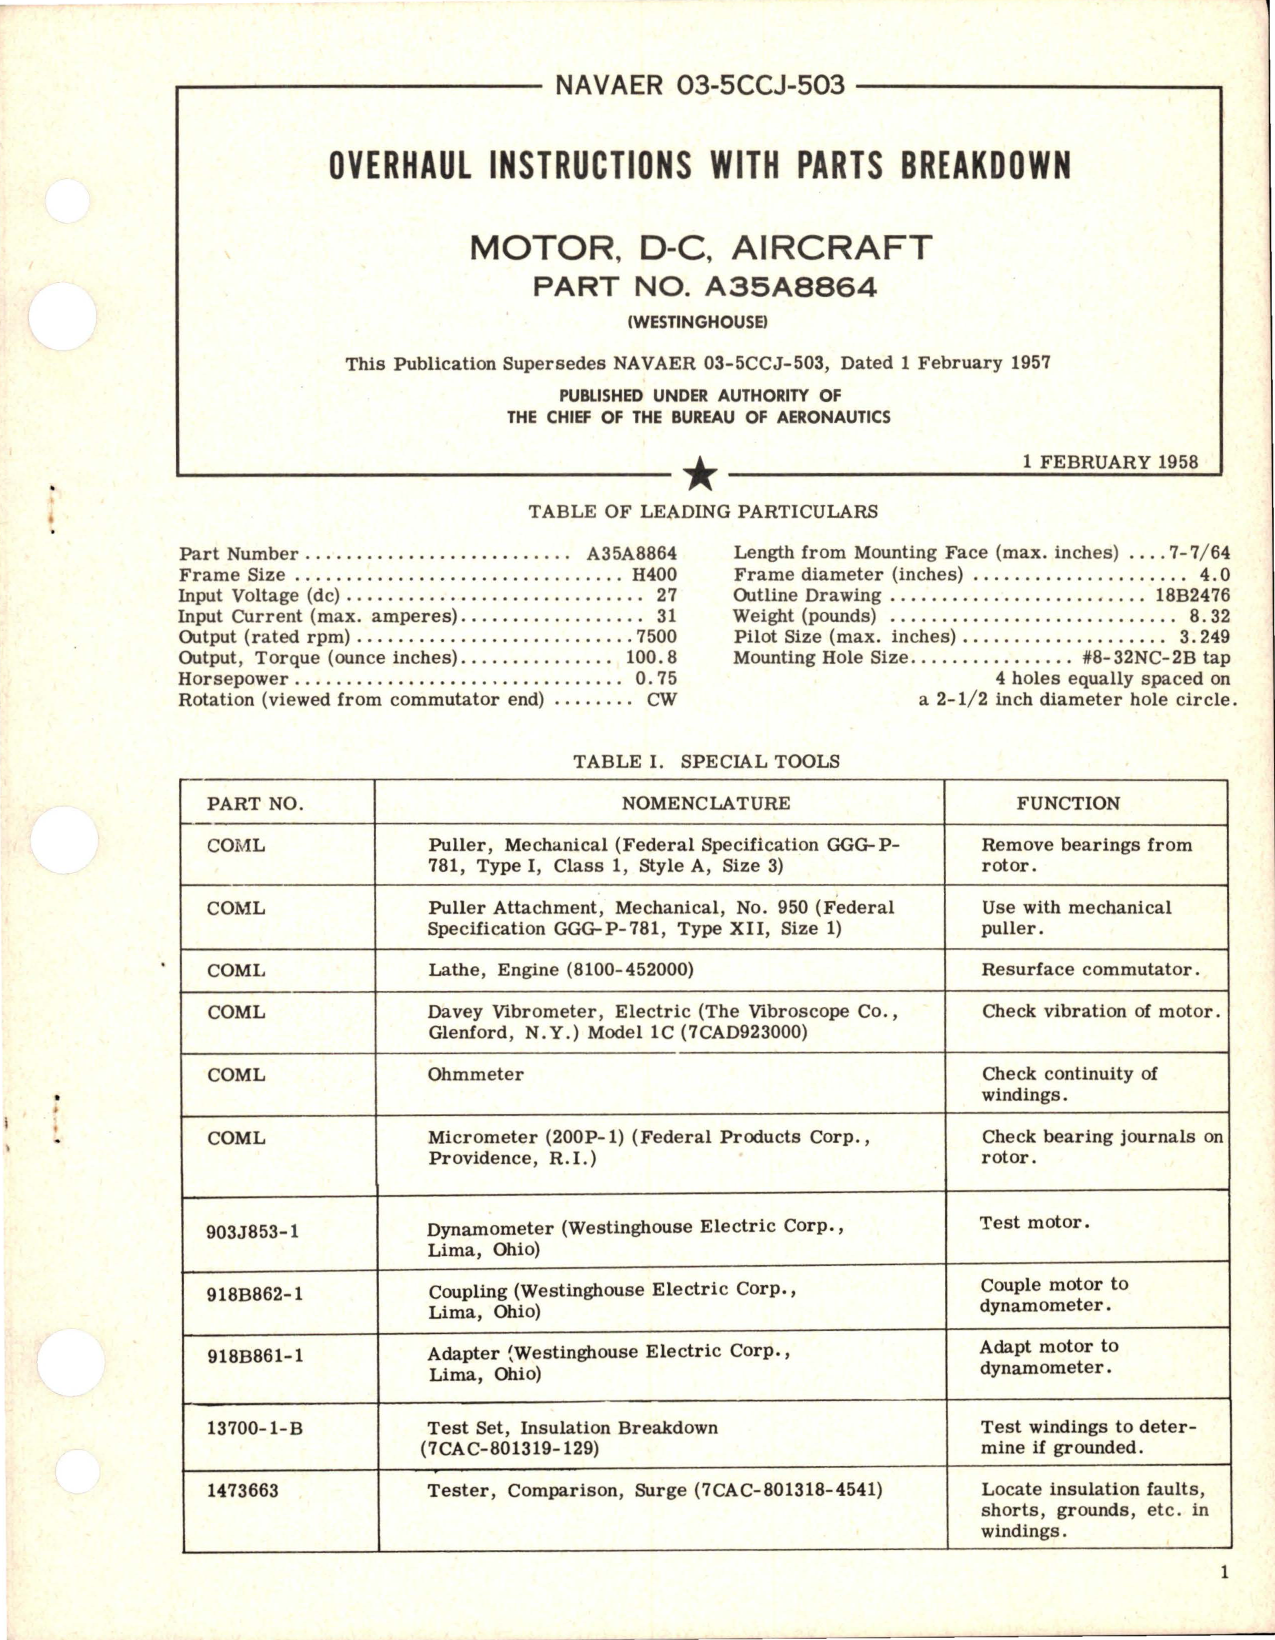 NAVAER 03-5CCJ-503
OVERHAUL INSTRUCTIONS WITH PARTS BREAKDOWN
MOTOR, D-C, AIRCRAFT
PART NO. A35A8864
(WESTINGHOUSE)
This Publication Supersedes NAVAER 03-5CCJ-503, Dated 1 February 1957
PUBLISHED UNDER AUTHORITY OF
THE CHIEF OF THE BUREAU OF AERONAUTICS
1 FEBRUARY 1958
TABLE OF LEADING PARTICULARS
Part Number . . . . . . . . . . . . . . . . . . . . . . . . . . A35A8864
Frame Size . . . . . . . . . . . . . . . . . . . . . . . . . . . . . . . . H400
Input Voltage (dc) . . . . . . . . . . . . . . . . . . . . . . . . . . . . . 27
Input Current (max. amperes). . . . . . . . . . . . . . . . . . 31
Output (rated rpm) . . . . . . . . . . . . . . . . . . . . . . . . . . .7500
Output, Torque (ounce inches). . . . . . . . . . . . . . . 100.8
Horsepower . . . . . . . . . . . . . . . . . . . . . . . . . . . . . . . . 0.75
Rotation (viewed from commutator end) . . . . . . . . CW
Length from Mounting Face (max. inches) . . . . 7-7/64
Frame diameter (inches) . . . . . . . . . . . . . . . . . . . . . 4.0
Outline Drawing . . . . . . . . . . . . . . . . . . . . . . . . . 18B2476
Weight (pounds) . . . . . . . . . . . . . . . . . . . . . . . . . . . . 8.32
Pilot Size (max. inches) . . . . . . . . . . . . . . . . . . . . 3.249
Mounting Hole Size. . . . . . . . . . . . . . . . #8-32NC-2B tap
4 holes equally spaced on
a 2-1/2 inch diameter hole circle.
TABLE I. SPECIAL TOOLS
PART NO. NOMENCLATURE FUNCTION
COML Puller, Mechanical (Federal Specification GGG-P- Remove bearings from
781, Type I, Class 1, Style A, Size 3) rotor.
COML Puller Attachment, Mechanical, No. 950 (Federal Use with mechanical
Specification GGG-P-781, Type XII, Size 1) puller.
COML Lathe, Engine (8100-452000) Resurface commutator.
COML Davey Vibrometer, Electric (The Vibroscope Co., Check vibration of motor.
Glenford, N.Y.) Model 1C (7CAD923000)
COML Ohmmeter Check continuity of
windings.
COML Micrometer (200P-1) (Federal Products Corp., Check bearing journals on
Providence, R.I.) rotor.
903J853-1 Dynamometer (Westinghouse Electric Corp., Test motor.
Lima, Ohio)
918B862-1 Coupling (Westinghouse Electric Corp., Couple motor to
Lima, Ohio) dynamometer.
918B861-1 Adapter (Westinghouse Electric Corp., Adapt motor to
Lima, Ohio) dynamometer.
13700-1-B Test Set, Insulation Breakdown Test windings to deter-
(7CAC-801319-129) mine if grounded.
1473663 Tester, Comparison, Surge (7CAC-801318-4541) Locate insulation faults,
shorts, grounds, etc. in
windings.
1